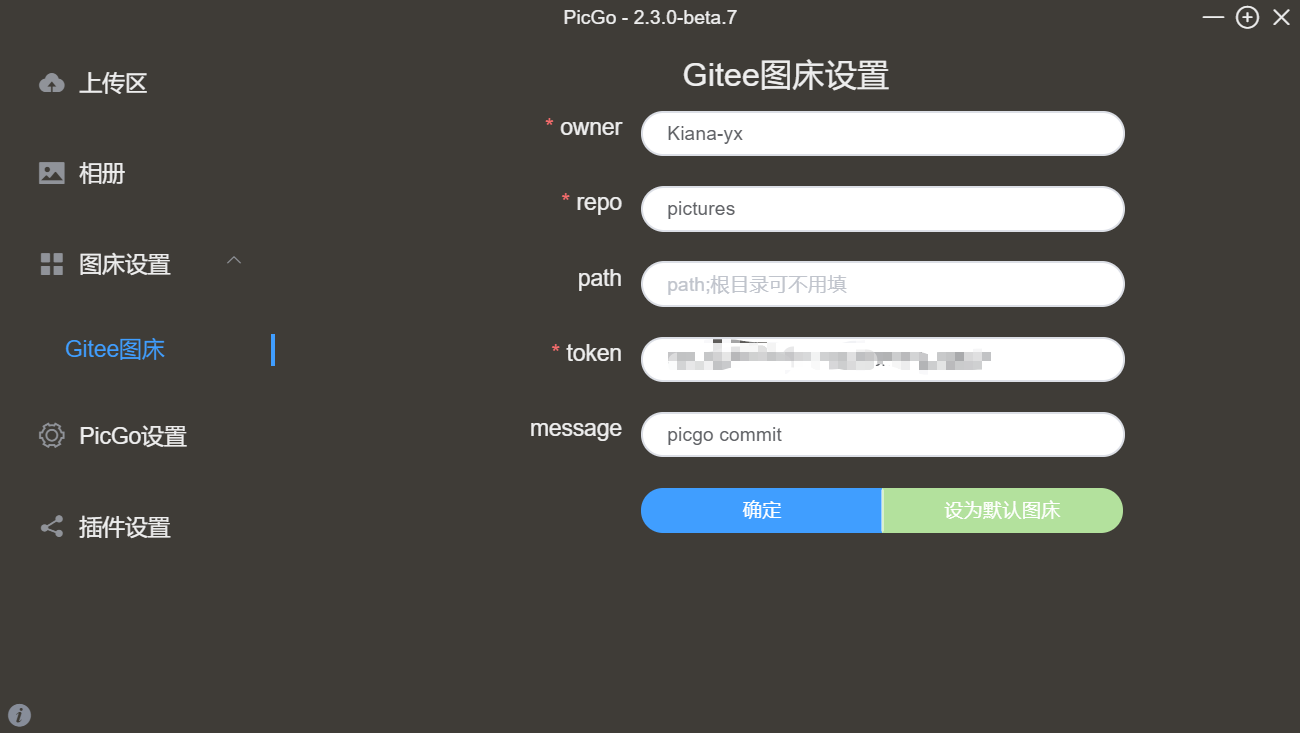 PicGo - 2.3.0-beta.7
上传区
相册
图床设置
Gitee图床
PicGo设置
插件设置
Gitee图床设置
* owner
Kiana-yx
* repo
pictures
path
path;根目录可不用填
* token
message
picgo commit
确定
设为默认图床